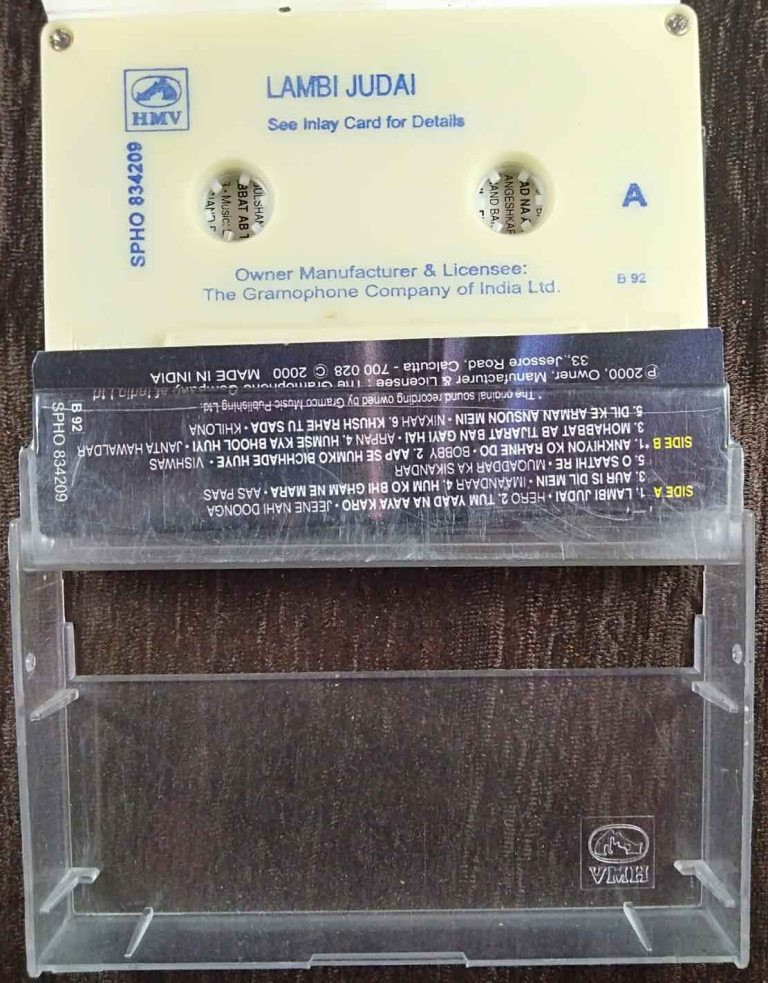 HMV
LAMBI JUDAI
See Inlay Card for Details
SPHO 834209
A
Owner Manufacturer & Licensee:
The Gramophone Company of India Ltd.
B 92
SIDE A 1. LAMBI JUDAI • HERO 2. TUM YAAD NA AAYA KARO • JEENE NAHI DOONGA
3. AUR IS DIL MEIN • IMAANDAAR 4. HUM KO BHI GHAM NE MARA • AAS PAAS
5. O SAATHI RE • MUQADDAR KA SIKANDAR
SIDE B 1. ANKHIYON KO RAHNE DO • BOBBY 2. AAP SE HUMKO BICHHADE HUYE • VISHWAS
3. MOHABBAT AB TIJARAT BAN GAYI HAI • ARPAN 4. HUMSE KYA BHOOL HUYI • JANTA HAWALDAR
5. DIL KE ARMAN ANSUON MEIN • NIKAAH 6. KHUSH RAHE TU SADA • KHILONA
* The original sound recording owned by Gramco Music Publishing Ltd.
℗2000, Owner, Manufacturer & Licensee : The Gramophone Company of India Ltd
33,, Jessore Road, Calcutta - 700 028 © 2000 MADE IN INDIA
SPHO 834209
B 92
HMV